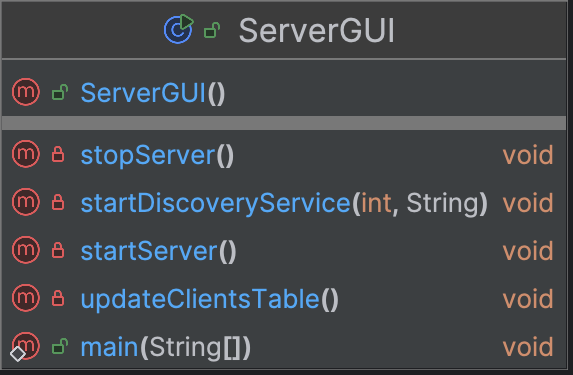 ServerGUI
ServerGUI()
stopServer() void
startDiscoveryService(int, String) void
startServer() void
updateClientsTable() void
main(String[]) void